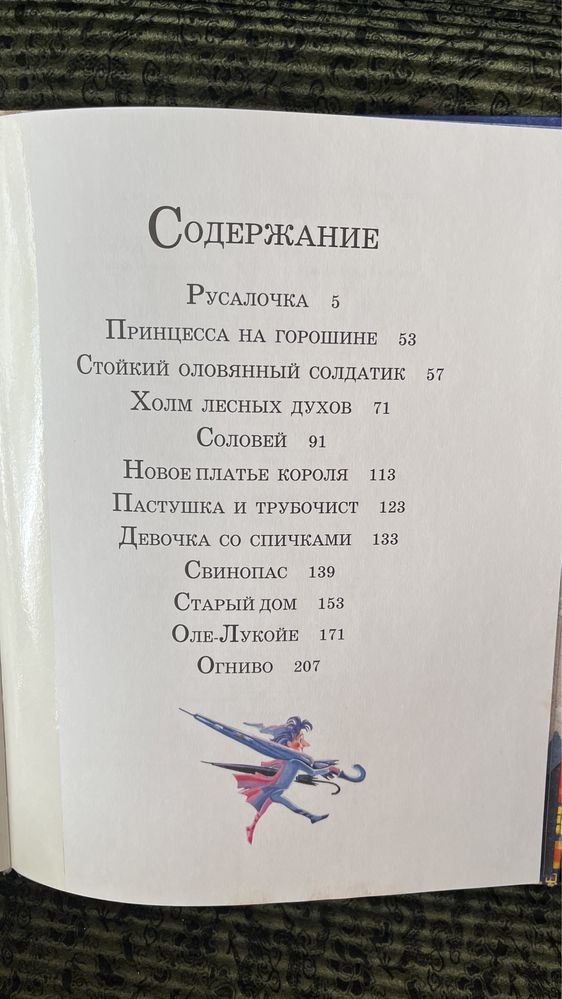 Содержание
Русалочка 5
Принцесса на горошине 53
Стойкий оловянный солдатик 57
Холм лесных духов 71
Соловей 91
Новое платье короля 113
Пастушка и трубочист 123
Девочка со спичками 133
Свинопас 139
Старый дом 153
Оле-Лукойе 171
Огниво 207